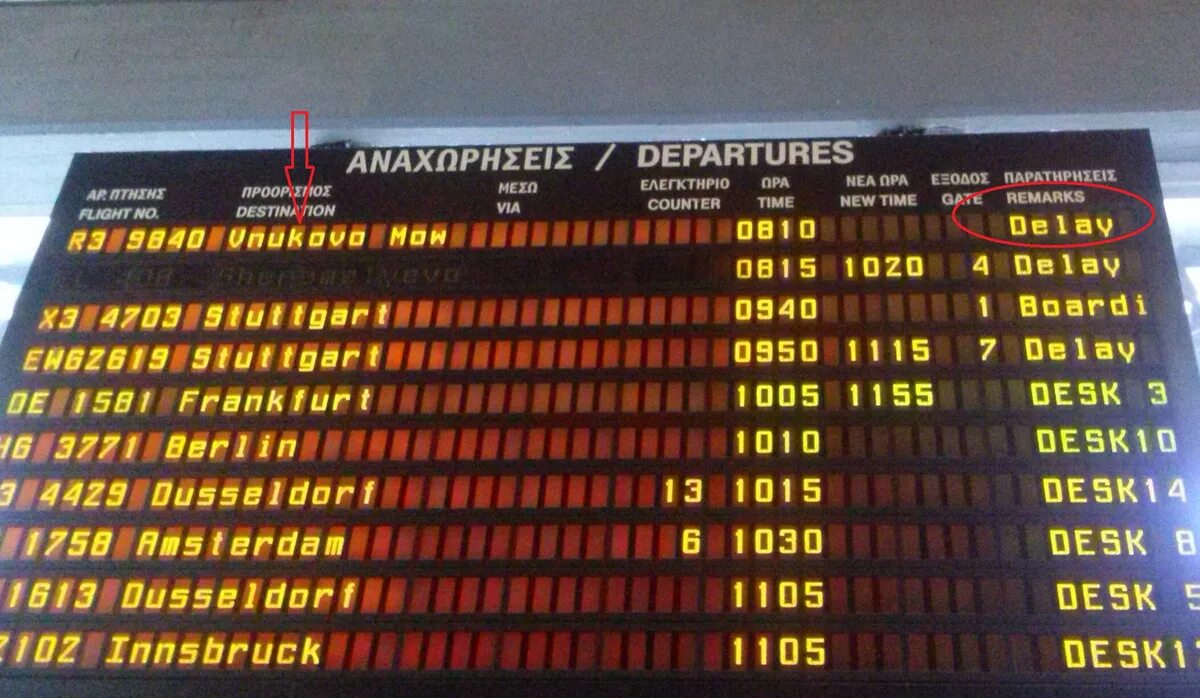 ΑΝΑΧΩΡΗΣΕΙΣ / DEPARTURES
ΑΡ. ΠΤΗΣΗΣ ΠΡΟΟΡΙΣΜΟΣ ΜΕΣΩ ΕΛΕΓΚΤΗΡΙΟ ΩΡΑ ΝΕΑ ΩΡΑ ΕΞΟΔΟΣ ΠΑΡΑΤΗΡΗΣΕΙΣ
FLIGHT NO. DESTINATION VIA COUNTER TIME NEW TIME GATE REMARKS
R3 9840 Vnukovo Mow 0810 Delay
0815 1020 4 Delay
X3 4703 Stuttgart 0940 1 Boardi
EW62619 Stuttgart 0950 1115 7 Delay
DE 1581 Frankfurt 1005 1155 DESK 3
HG 3771 Berlin 1010 DESK10
4429 Dusseldorf 13 1015 DESK14
1758 Amsterdam 6 1030 DESK 8
1613 Dusseldorf 1105 DESK 5
Innsbruck 1105